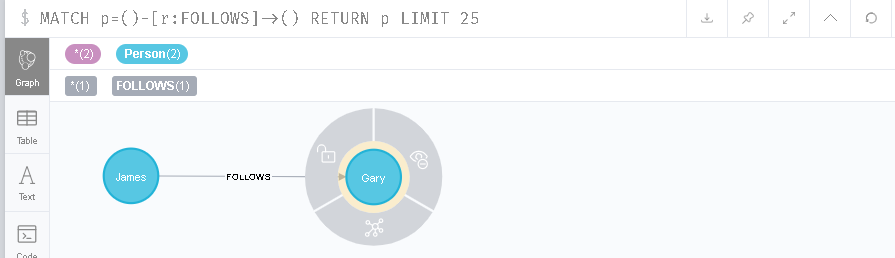 $ MATCH p=()-[r:FOLLOWS]->() RETURN p LIMIT 25
*(2) Person(2)
Graph
*(1) FOLLOWS(1)
Table
Text
Code
James
FOLLOWS
Gary